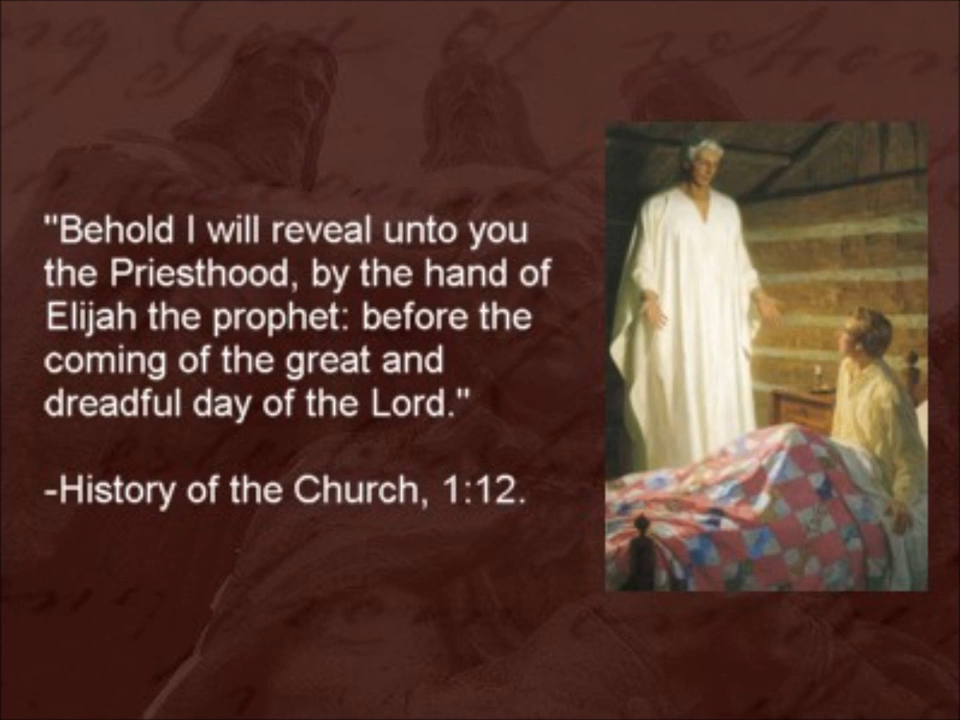 "Behold I will reveal unto you
the Priesthood, by the hand of
Elijah the prophet: before the
coming of the great and
dreadful day of the Lord."
-History of the Church, 1:12.